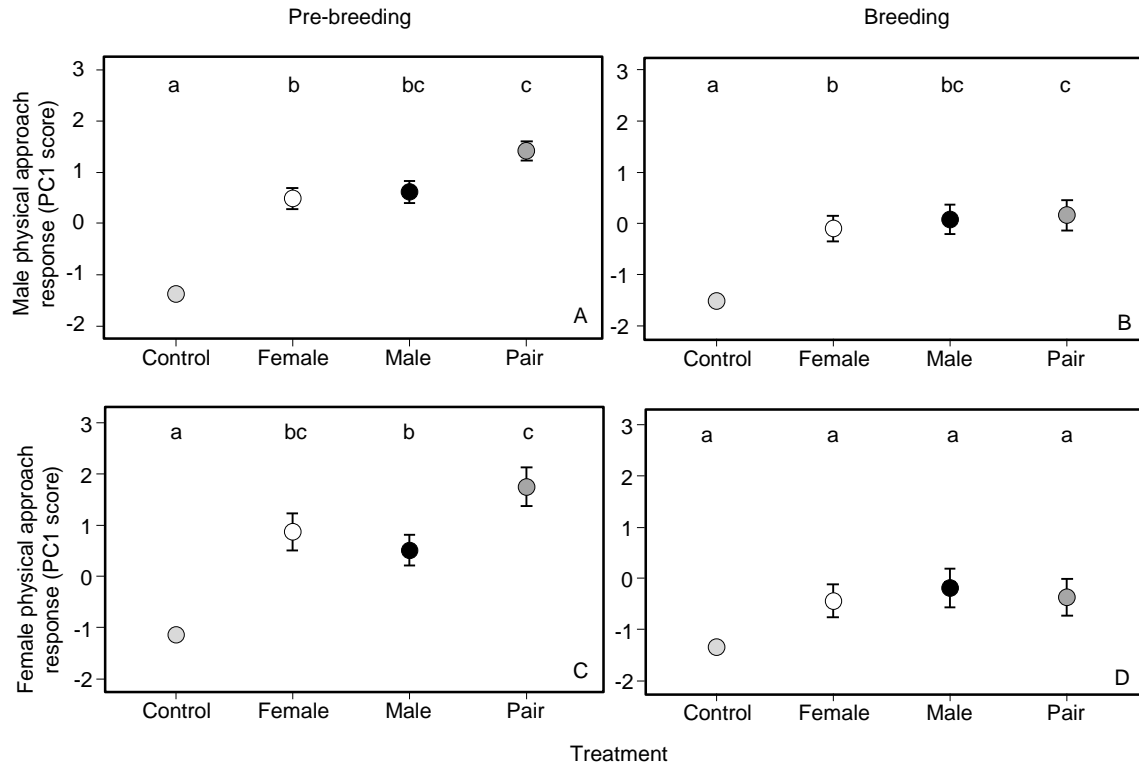 Pre-breeding
Breeding
Male physical approach
response (PC1 score)
3
2
1
0
-1
-2
a
b
bc
c
A
Control
Female
Male
Pair
3
2
1
0
-1
-2
a
b
bc
c
B
Control
Female
Male
Pair
Female physical approach
response (PC1 score)
3
2
1
0
-1
-2
a
bc
b
c
C
Control
Female
Male
Pair
3
2
1
0
-1
-2
a
a
a
a
D
Control
Female
Male
Pair
Treatment